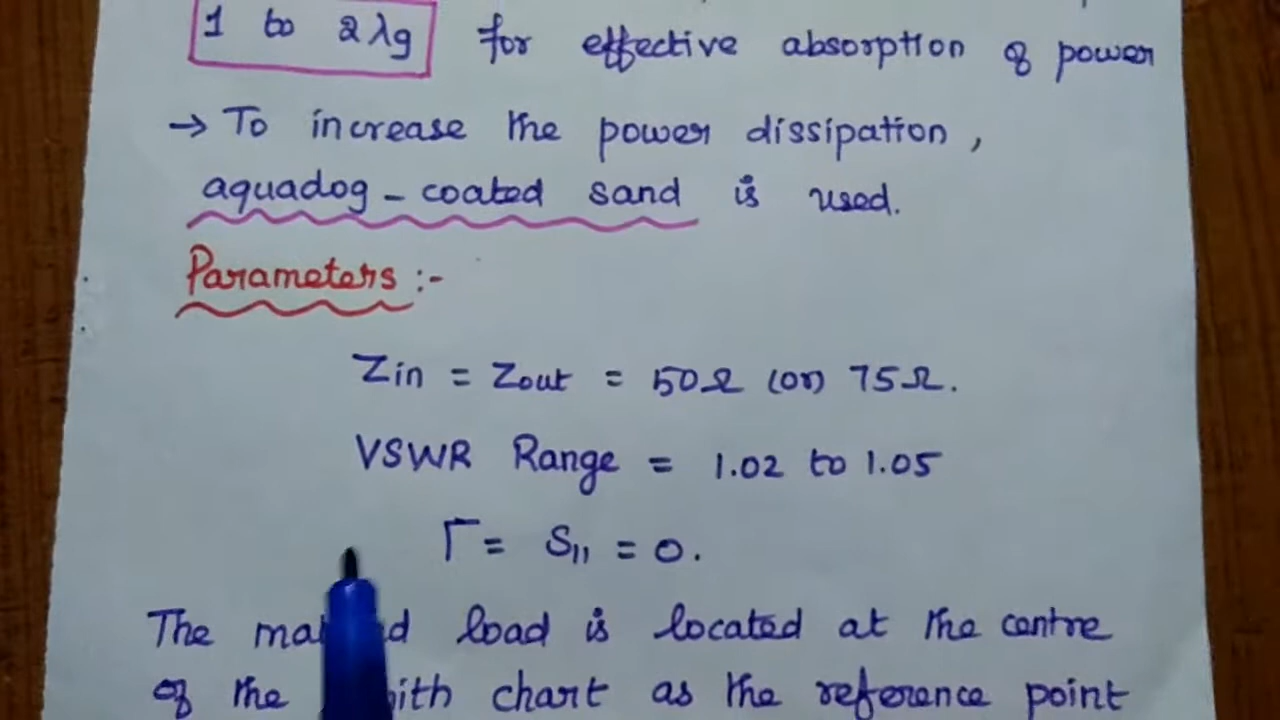 1 to 2λg for effective absorption of power
→ To increase the power dissipation,
aquadog - coated sand is used.
Parameters :-
Zin = Zout = 50Ω (or) 75Ω.
VSWR Range = 1.02 to 1.05
Γ = S11 = 0.
The load is located at the centre
of the chart as the reference point